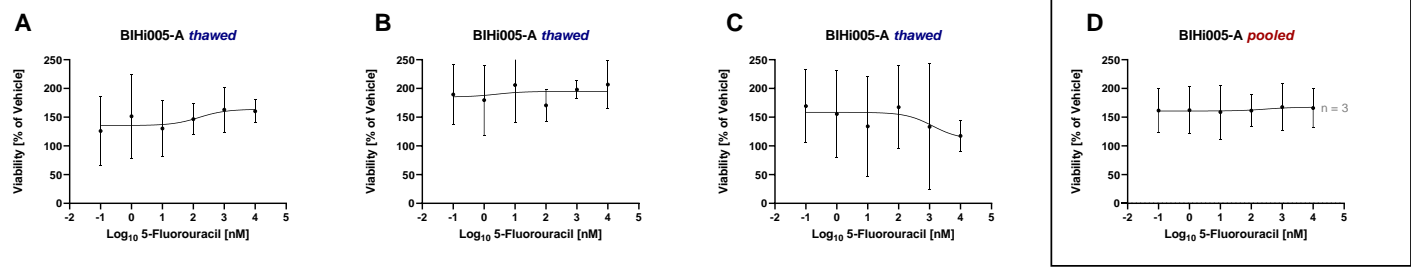 A
BIHi005-A thawed
Viability [% of Vehicle]
250
200
150
100
50
0
-2 -1 0 1 2 3 4 5
Log10 5-Fluorouracil [nM]
B
BIHi005-A thawed
Viability [% of Vehicle]
250
200
150
100
50
0
-2 -1 0 1 2 3 4 5
Log10 5-Fluorouracil [nM]
C
BIHi005-A thawed
Viability [% of Vehicle]
250
200
150
100
50
0
-2 -1 0 1 2 3 4 5
Log10 5-Fluorouracil [nM]
D
BIHi005-A pooled
Viability [% of Vehicle]
250
200
150
100
50
0
n = 3
-2 -1 0 1 2 3 4 5
Log10 5-Fluorouracil [nM]